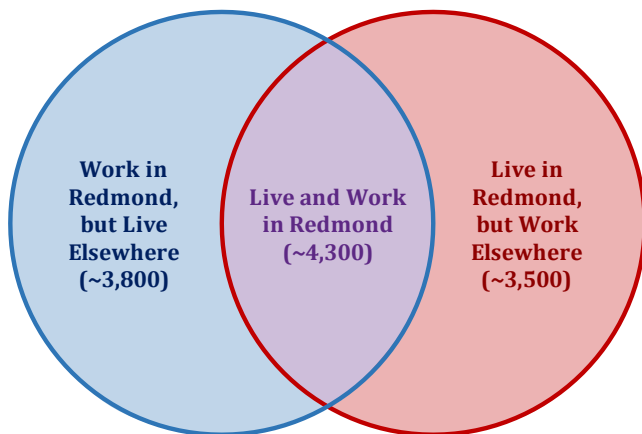 Work in
Redmond,
but Live
Elsewhere
(~3,800)
Live and Work
in Redmond
(~4,300)
Live in
Redmond,
but Work
Elsewhere
(~3,500)